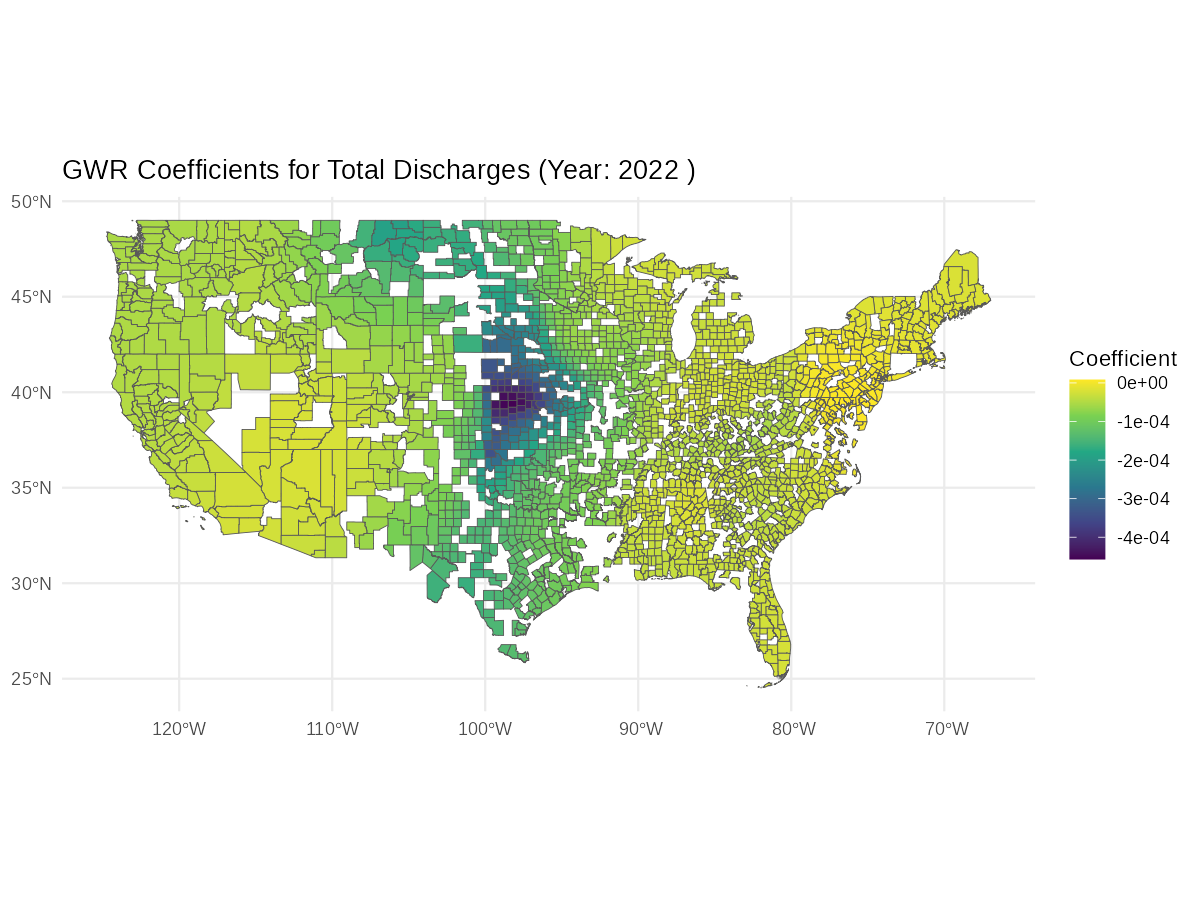 GWR Coefficients for Total Discharges (Year: 2022 )
50°N
45°N
40°N
35°N
30°N
25°N
120°W
110°W
100°W
90°W
80°W
70°W
Coefficient
0e+00
-1e-04
-2e-04
-3e-04
-4e-04